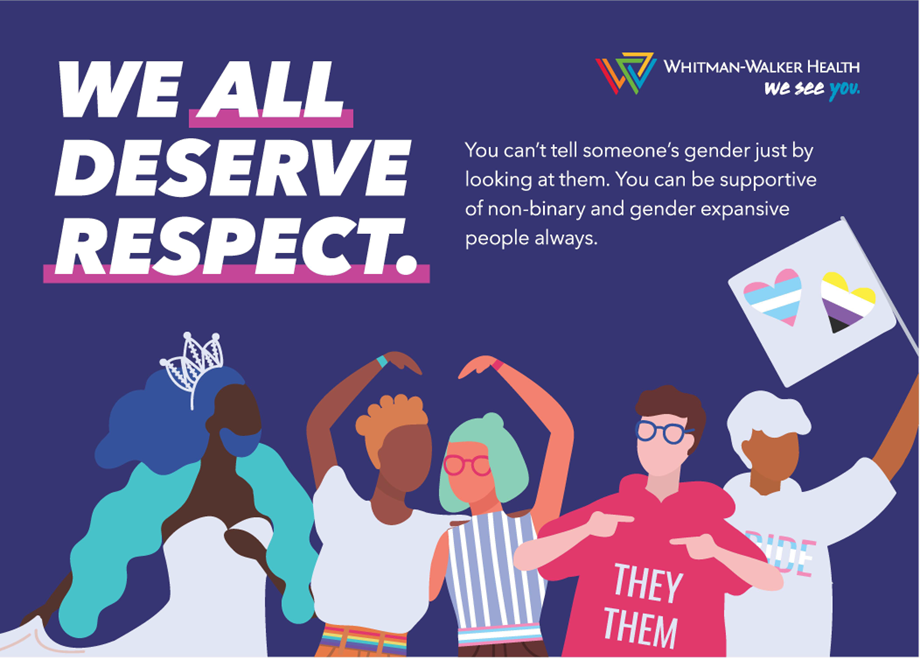 WE ALL
DESERVE
RESPECT.
WHITMAN-WALKER HEALTH
we see you.
You can't tell someone's gender just by
looking at them. You can be supportive
of non-binary and gender expansive
people always.
THEY
THEM
RIDE